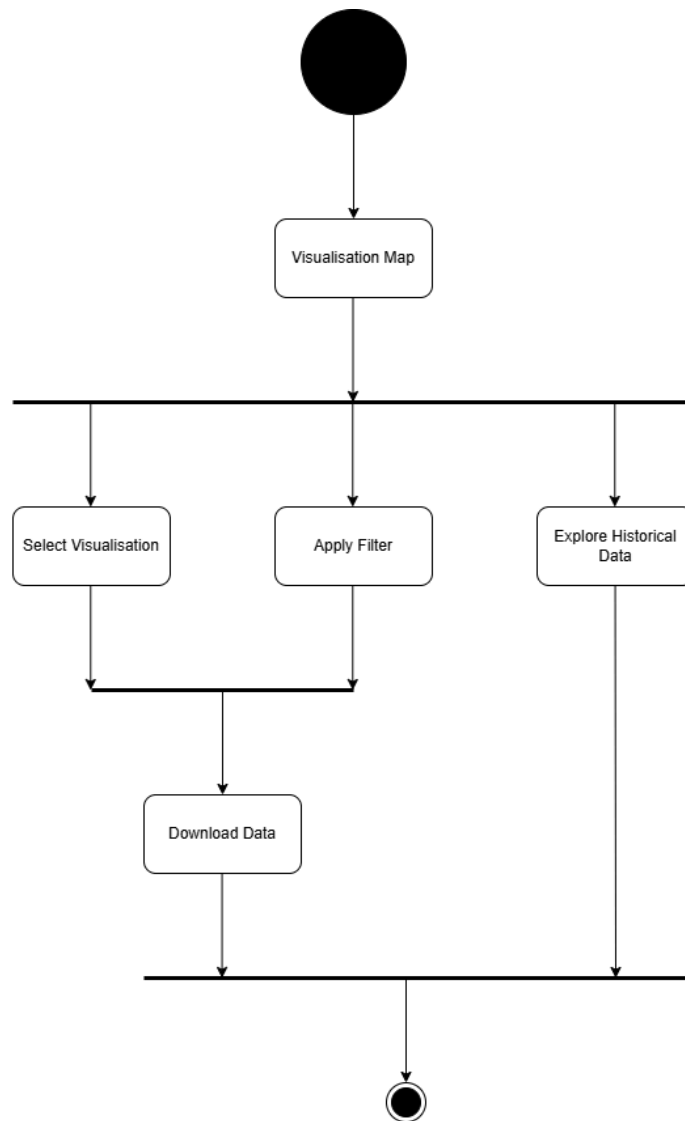 Visualisation Map
Select Visualisation
Apply Filter
Explore Historical
Data
Download Data